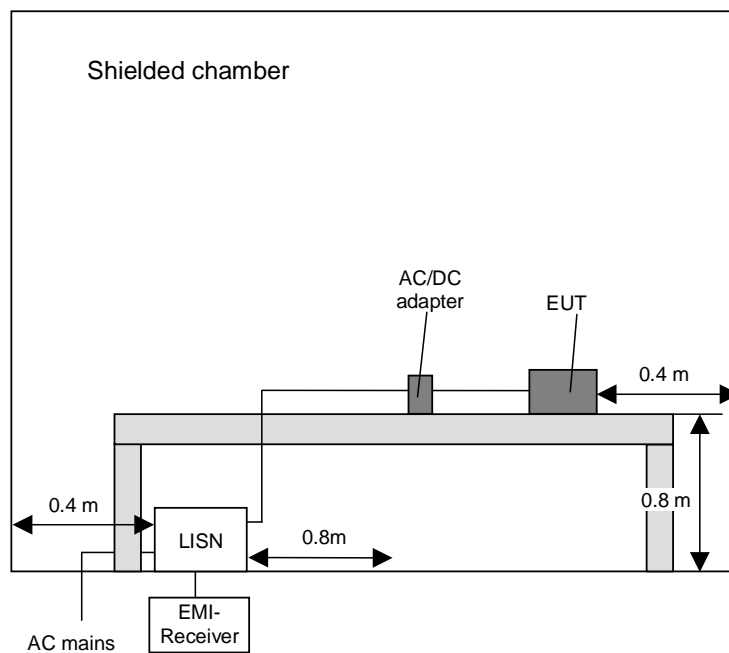 Shielded chamber
AC/DC
adapter
EUT
0.4 m
0.4 m
0.8 m
LISN
0.8m
EMI-
Receiver
AC mains